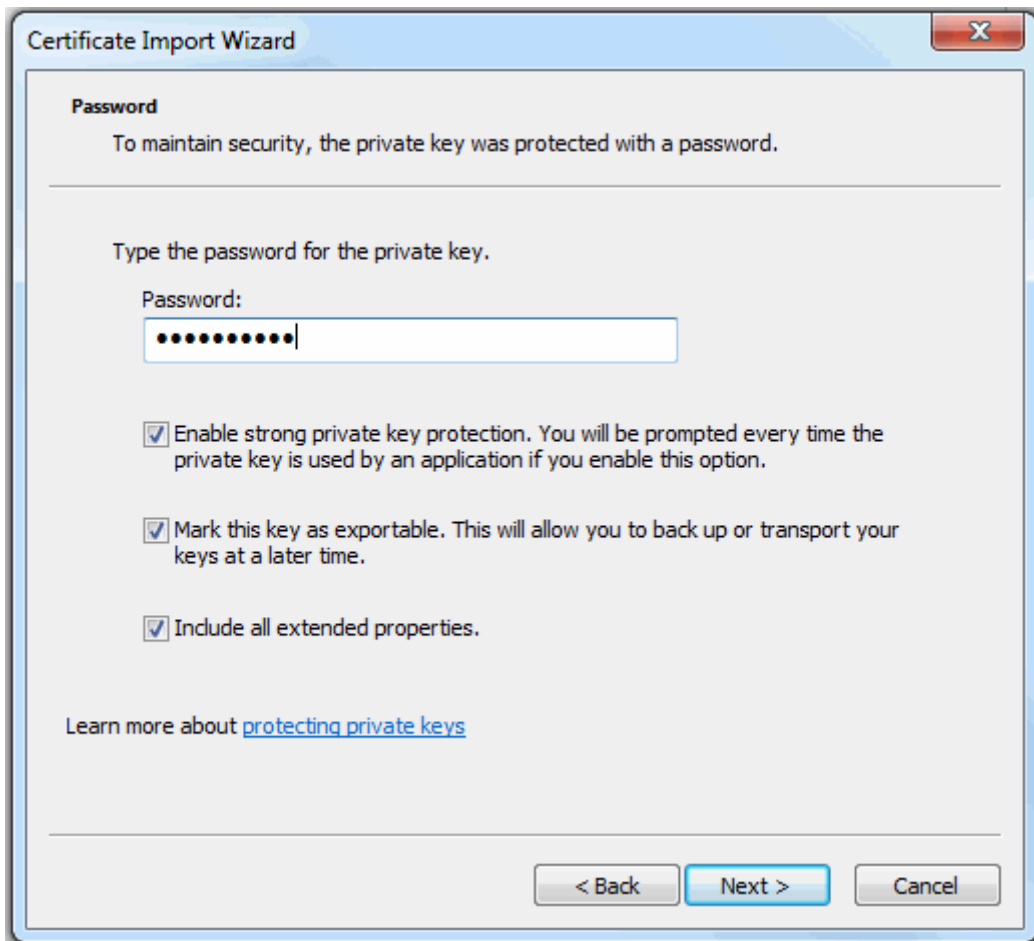 Certificate Import Wizard
Password
To maintain security, the private key was protected with a password.
Type the password for the private key.
Password:
••••••••••
Enable strong private key protection. You will be prompted every time the
private key is used by an application if you enable this option.
Mark this key as exportable. This will allow you to back up or transport your
keys at a later time.
Include all extended properties.
Learn more about protecting private keys
< Back Next > Cancel